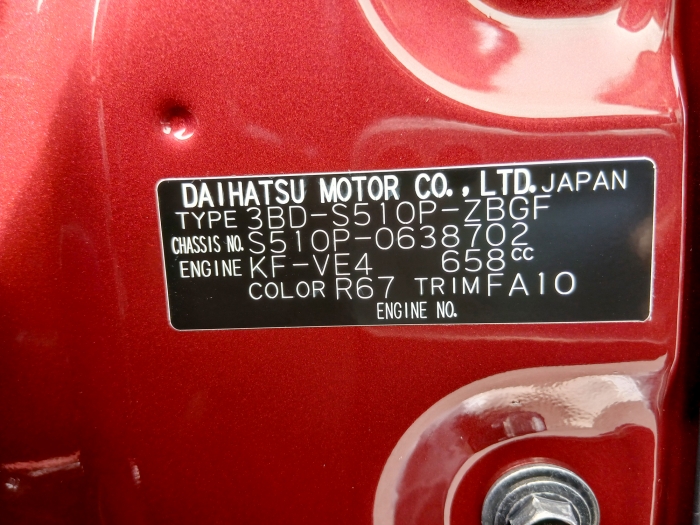 DAIHATSU MOTOR CO., LTD. JAPAN
TYPE 3BD-S510P-ZBGF
CHASSIS NO. S510P-0638702
ENGINE KF-VE4 658cc
COLOR R67 TRIM FA10
ENGINE NO.